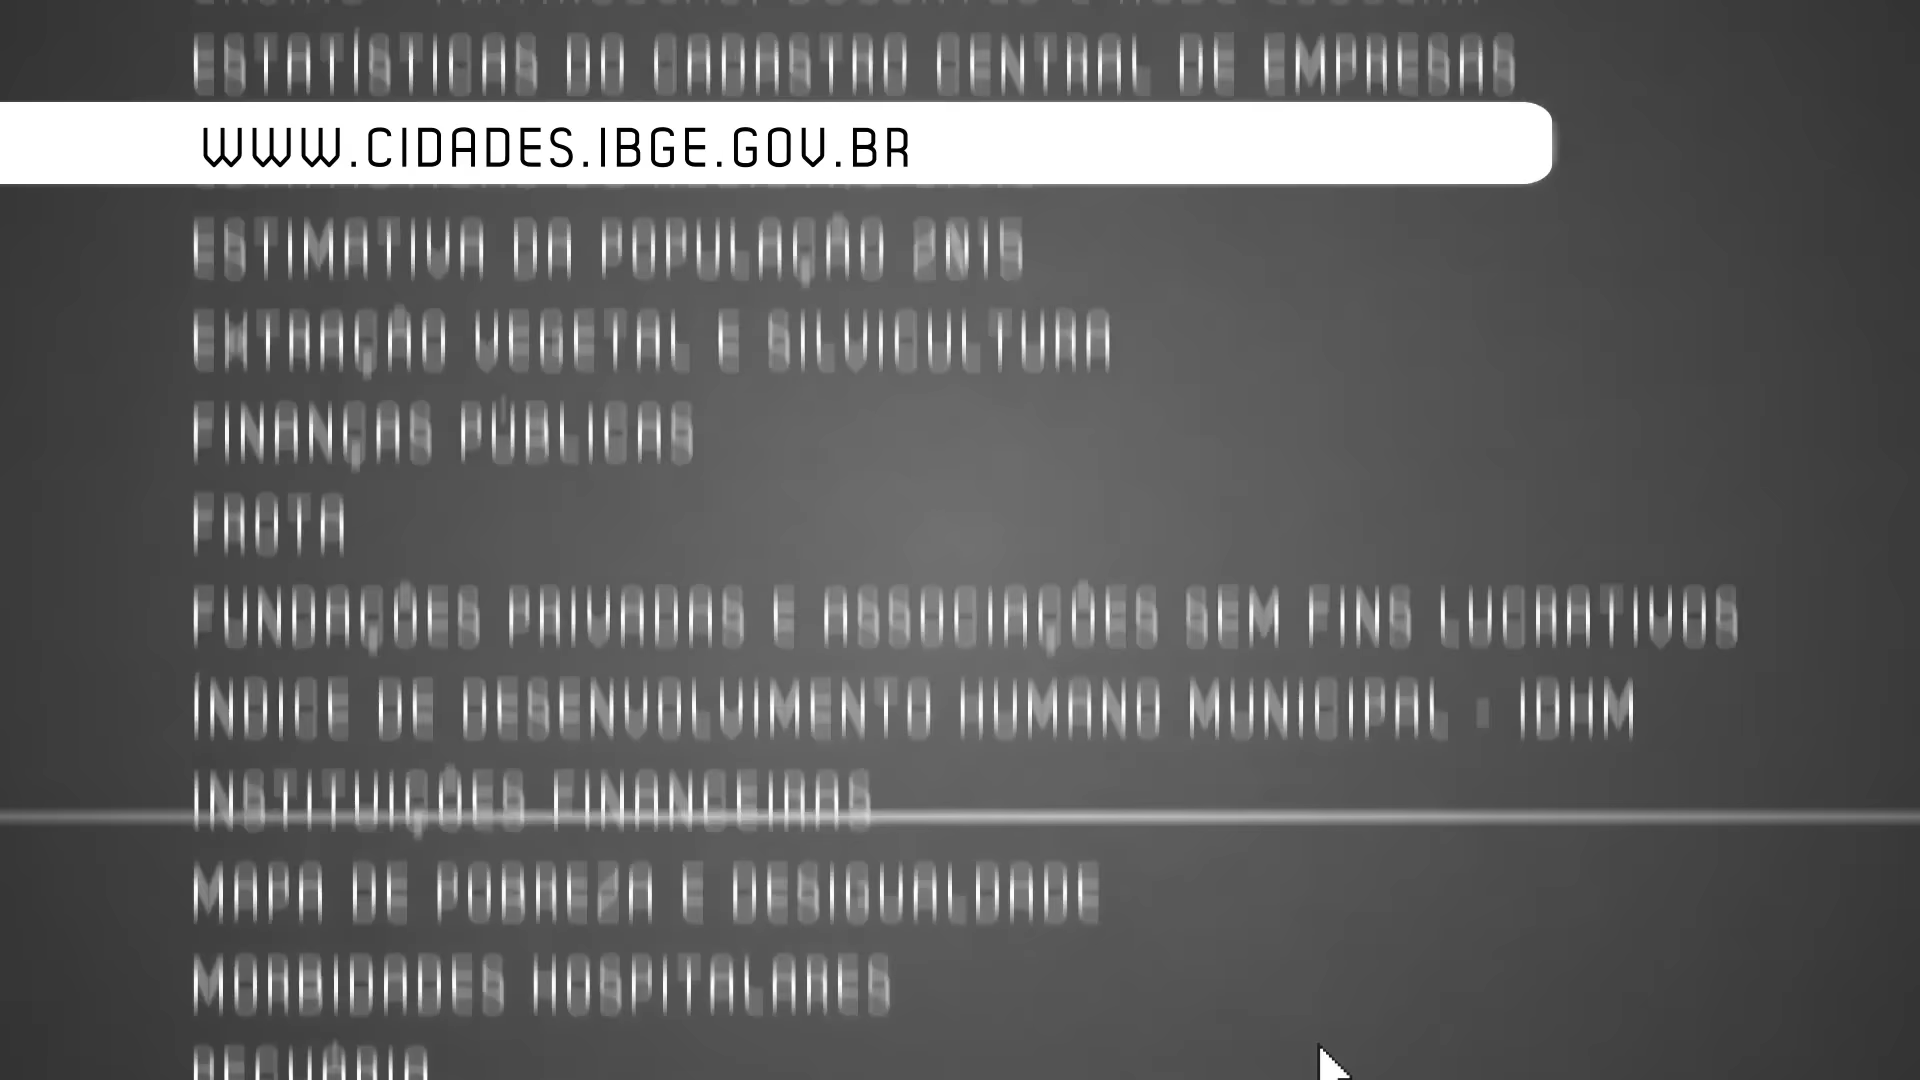 ESTATÍSTICAS DO CADASTRO CENTRAL DE EMPRESAS
WWW.CIDADES.IBGE.GOV.BR
ESTIMATIVA DA POPULAÇÃO 2015
EXTRAÇÃO VEGETAL E SILVICULTURA
FINANÇAS PÚBLICAS
FROTA
FUNDAÇÕES PRIVADAS E ASSOCIAÇÕES SEM FINS LUCRATIVOS
ÍNDICE DE DESENVOLVIMENTO HUMANO MUNICIPAL - IDHM
INSTITUIÇÕES FINANCEIRAS
MAPA DE POBREZA E DESIGUALDADE
MORBIDADES HOSPITALARES
PECUÁRIA